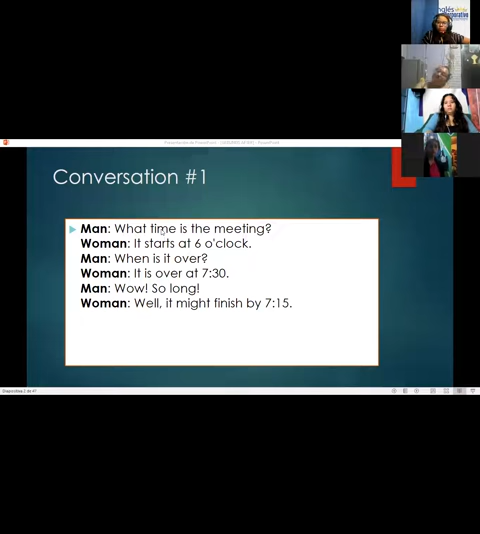 inglés
corporativo
Conversation #1
Man: What time is the meeting?
Woman: It starts at 6 o'clock.
Man: When is it over?
Woman: It is over at 7:30.
Man: Wow! So long!
Woman: Well, it might finish by 7:15.